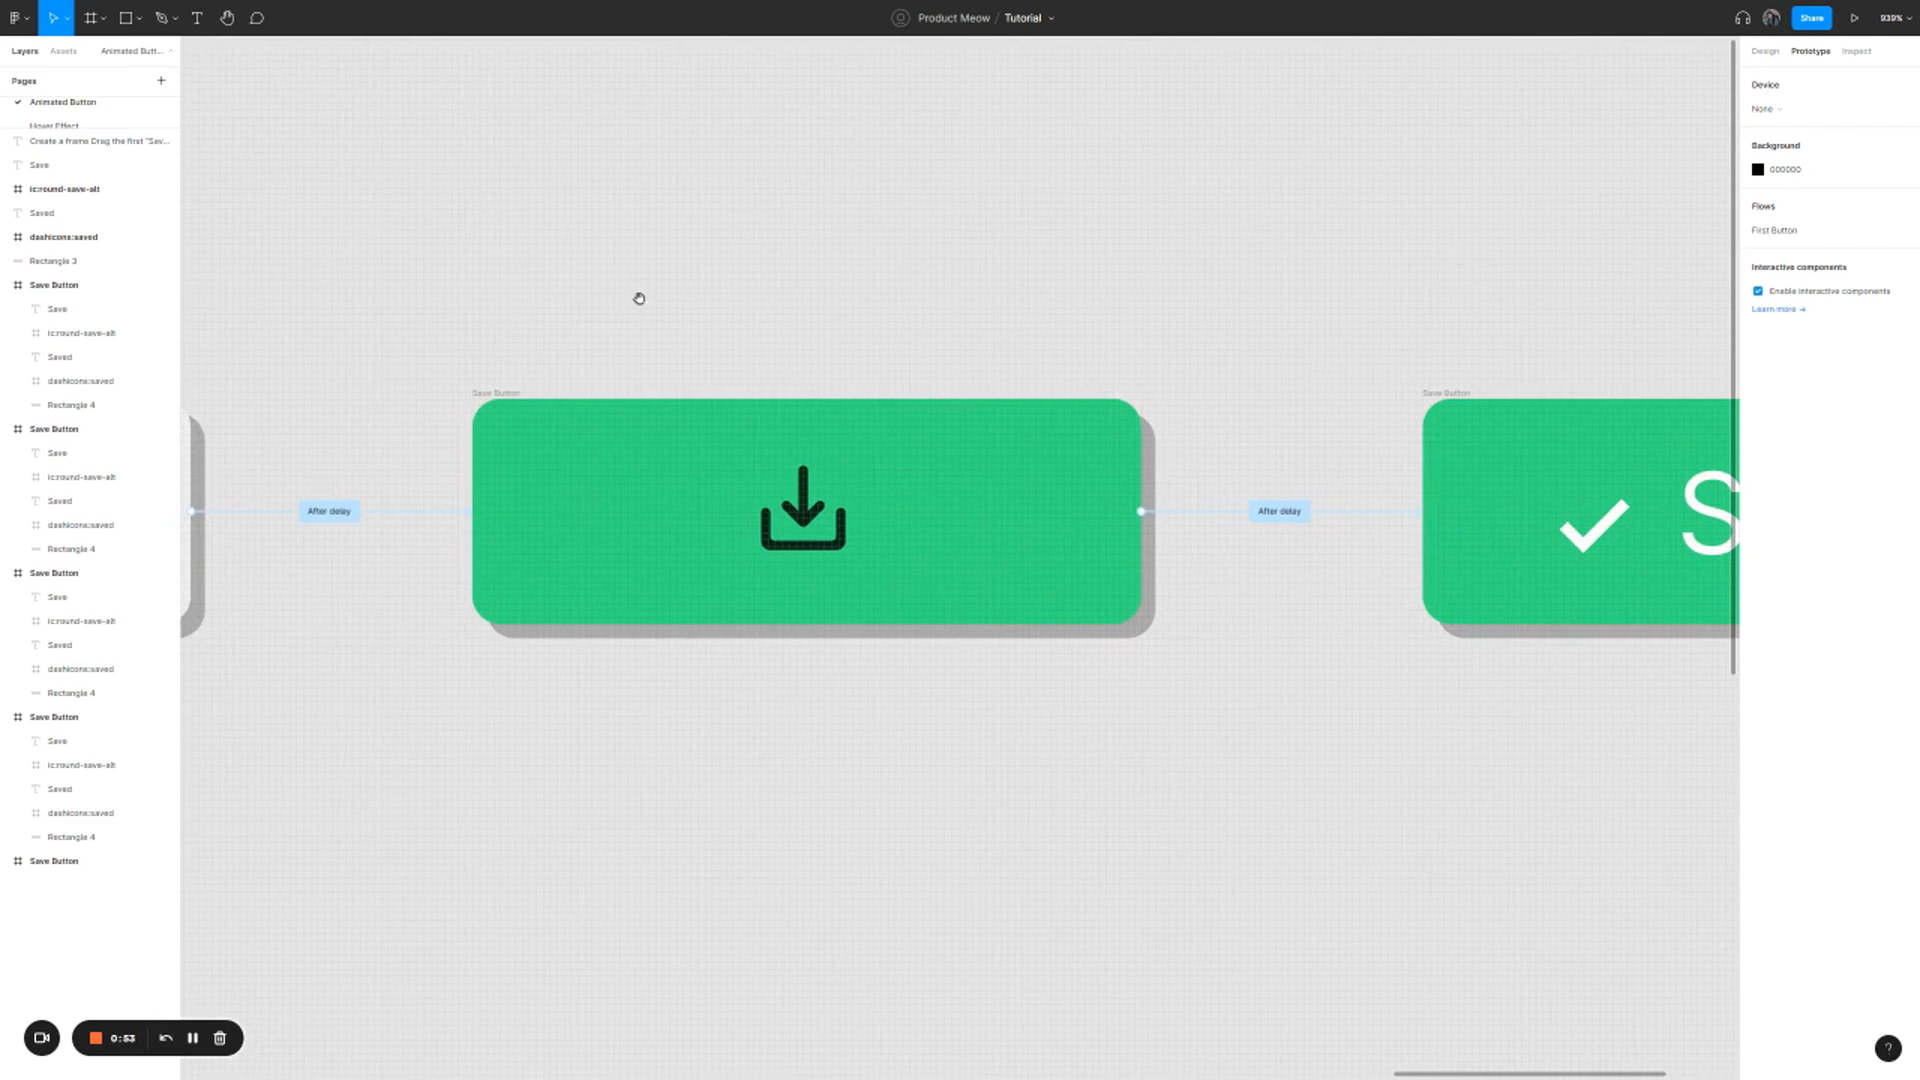 Product Meow / Tutorial
Share
939%
Layers
Assets
Animated Butt...
Pages
Animated Button
Hover Effect
Create a frame Drag the first "Sav...
Save
ic:round-save-alt
Saved
dashicons:saved
Rectangle 3
Save Button
Save
ic:round-save-alt
Saved
dashicons:saved
Rectangle 4
Save Button
Save
ic:round-save-alt
Saved
dashicons:saved
Rectangle 4
Save Button
Save
ic:round-save-alt
Saved
dashicons:saved
Rectangle 4
Save Button
Save
ic:round-save-alt
Saved
dashicons:saved
Rectangle 4
Save Button
0:53
Save Button
Save Button
After delay
After delay
S
Design
Prototype
Inspect
Device
None
Background
000000
Flows
First Button
Interactive components
Enable interactive components
Learn more →
?